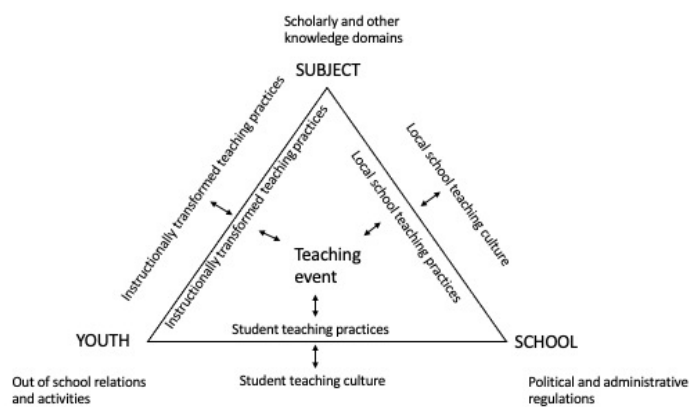 Scholarly and other
knowledge domains
SUBJECT
Instructionally transformed teaching practices
Instructionally transformed teaching practices
Local school teaching practices
Local school teaching culture
Teaching
event
Student teaching practices
YOUTH
SCHOOL
Student teaching culture
Out of school relations
and activities
Political and administrative
regulations